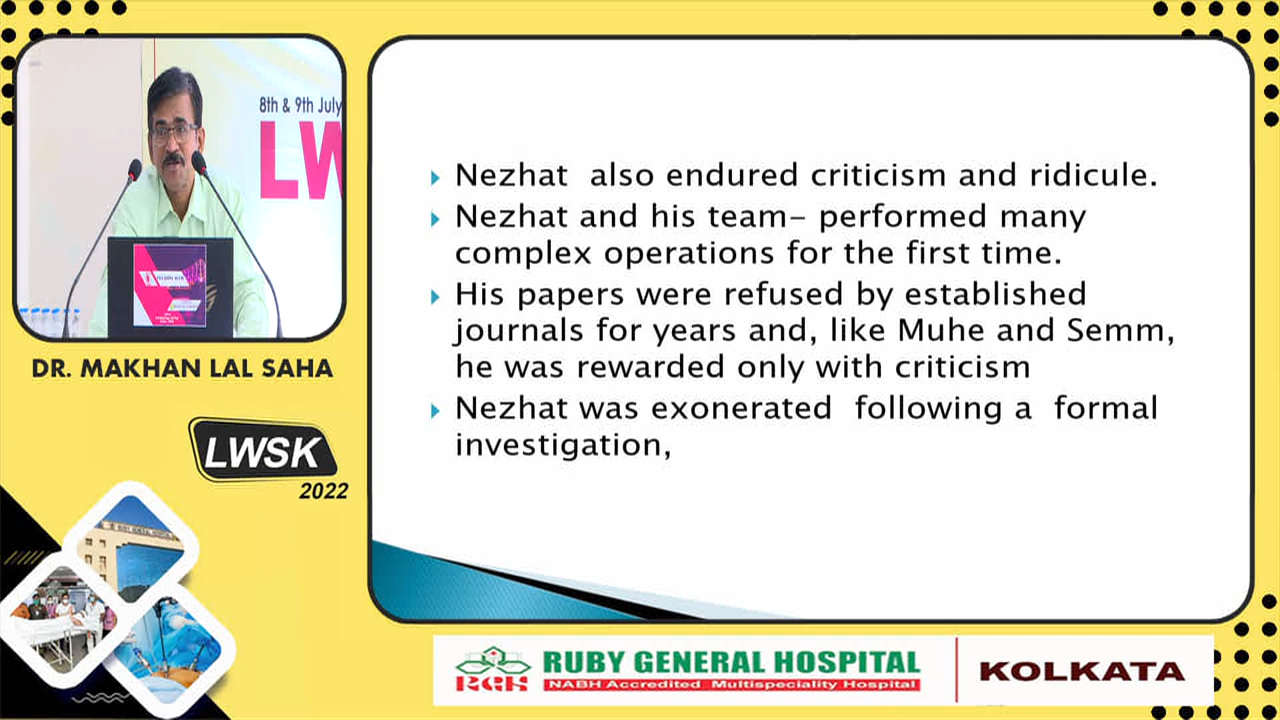 8th & 9th July
LW
DR. MAKHAN LAL SAHA
LWSK
2022
Nezhat also endured criticism and ridicule.
Nezhat and his team- performed many
complex operations for the first time.
His papers were refused by established
journals for years and, like Muhe and Semm,
he was rewarded only with criticism
Nezhat was exonerated following a formal
investigation,
RGH
RUBY GENERAL HOSPITAL
NABH Accredited Multispeciality Hospital
KOLKATA